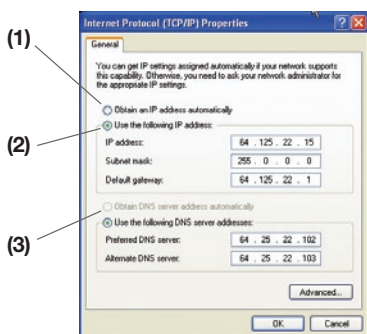 Internet Protocol (TCP/IP) Properties
General
You can get IP settings assigned automatically if your network supports
this capability. Otherwise, you need to ask your network administrator for
the appropriate IP settings.
(1)
Obtain an IP address automatically
(2)
Use the following IP address:
IP address: 64 . 125 . 22 . 15
Subnet mask: 255 . 0 . 0 . 0
Default gateway: 64 . 125 . 22 . 1
(3)
Obtain DNS server address automatically
Use the following DNS server addresses:
Preferred DNS server: 64 . 25 . 22 . 102
Alternate DNS server: 64 . 25 . 22 . 103
Advanced...
OK Cancel